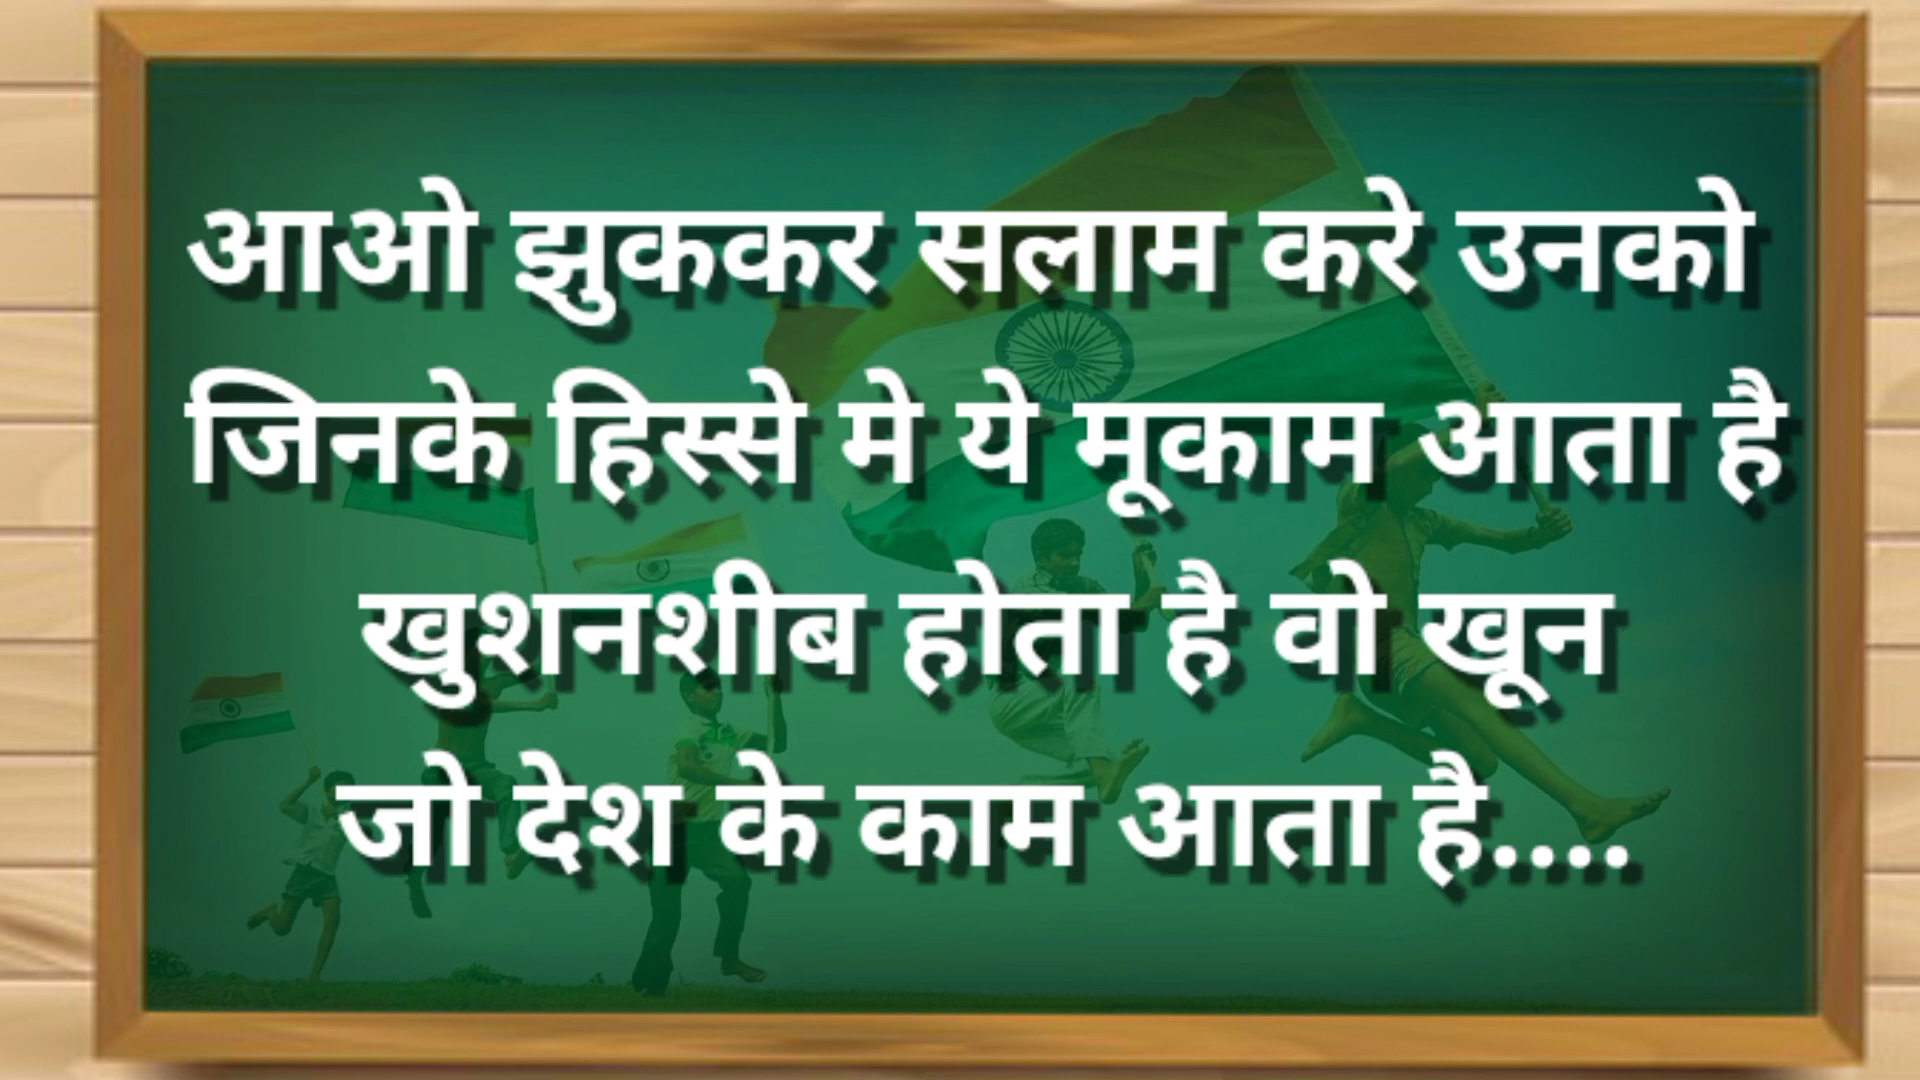 आओ झुककर सलाम करे उनको
जिनके हिस्से मे ये मूकाम आता है
खुशनशीब होता है वो खून
जो देश के काम आता है....